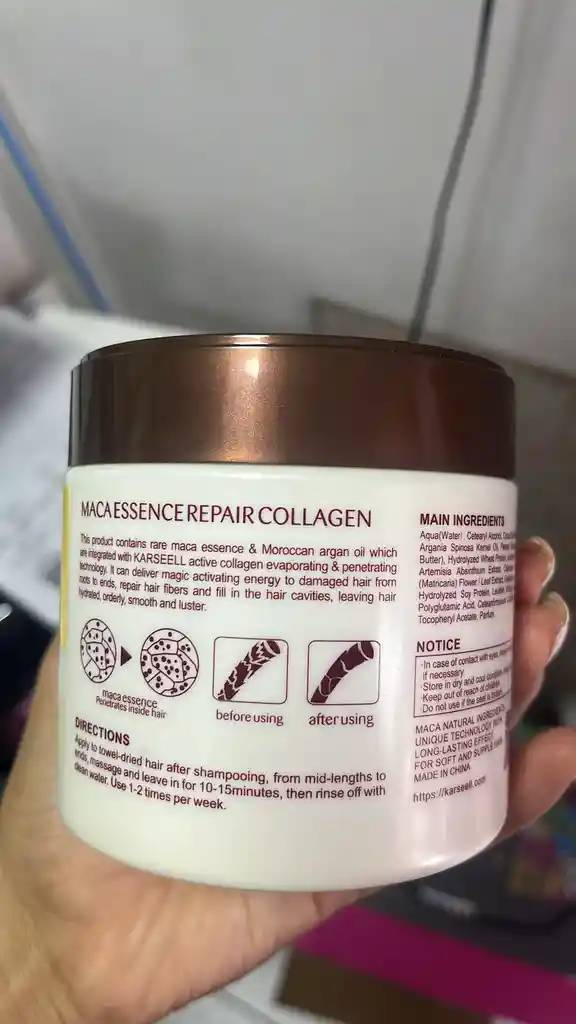 MACA ESSENCE REPAIR COLLAGEN
This product contains rare maca essence & Moroccan argan oil which
are integrated with KARSEELL active collagen evaporating & penetrating
technology. It can deliver magic activating energy to damaged hair from
roots to ends, repair hair fibers and fill in the hair cavities, leaving hair
hydrated, orderly, smooth and luster.
maca essence
Penetrates inside hair
before using
after using
DIRECTIONS
Apply to towel-dried hair after shampooing, from mid-lengths to
ends, massage and leave in for 10-15minutes, then rinse off with
clean water. Use 1-2 times per week.
MAIN INGREDIENTS
Aqua(Water) Cetearyl Alcohol,
Argania Spinosa Kernel Oil,
Butter), Hydrolyzed Wheat Protein,
Artemisia Absinthium Extract,
(Matricaria) Flower / Leaf Extract,
Hydrolyzed Soy Protein,
Polyglutamic Acid,
Tocopheryl Acetate, Parfum.
NOTICE
·In case of contact with eyes,
if necessary.
·Store in dry and cool condition,
·Keep out of reach of children.
·Do not use if the seal is
MACA NATURAL
UNIQUE TECHNOLOGY WITH
LONG-LASTING EFFECT
FOR SOFT AND SUPPLE HAIR
MADE IN CHINA
https://karseell.com